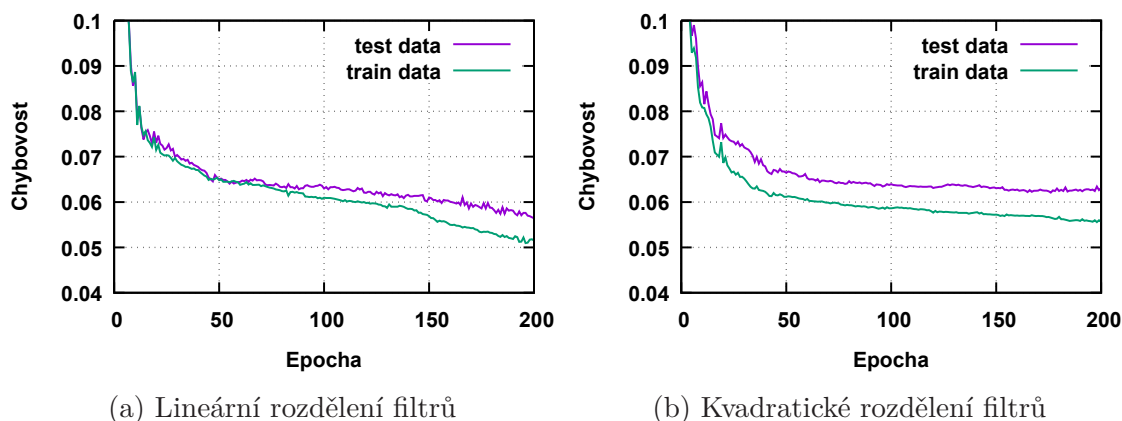 0.1
0.09
0.08
0.07
0.06
0.05
0.04
0
50
100
150
200
Chybovost
Epocha
test data
train data
(a) Lineární rozdělení filtrů
0.1
0.09
0.08
0.07
0.06
0.05
0.04
0
50
100
150
200
Chybovost
Epocha
test data
train data
(b) Kvadratické rozdělení filtrů